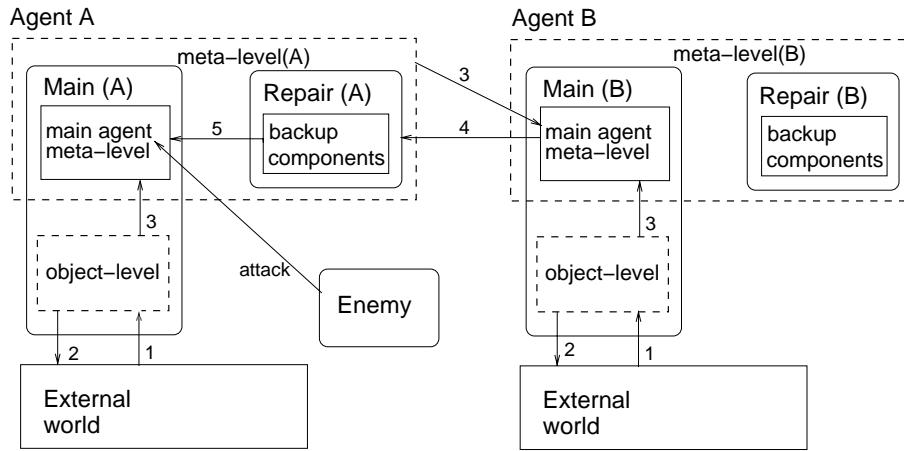 Agent A
meta-level(A)
Main (A)
main agent
meta-level
Repair (A)
backup
components
5
3
4
3
object-level
attack
Enemy
2
1
External
world
Agent B
meta-level(B)
Main (B)
main agent
meta-level
Repair (B)
backup
components
3
object-level
2
1
External
world